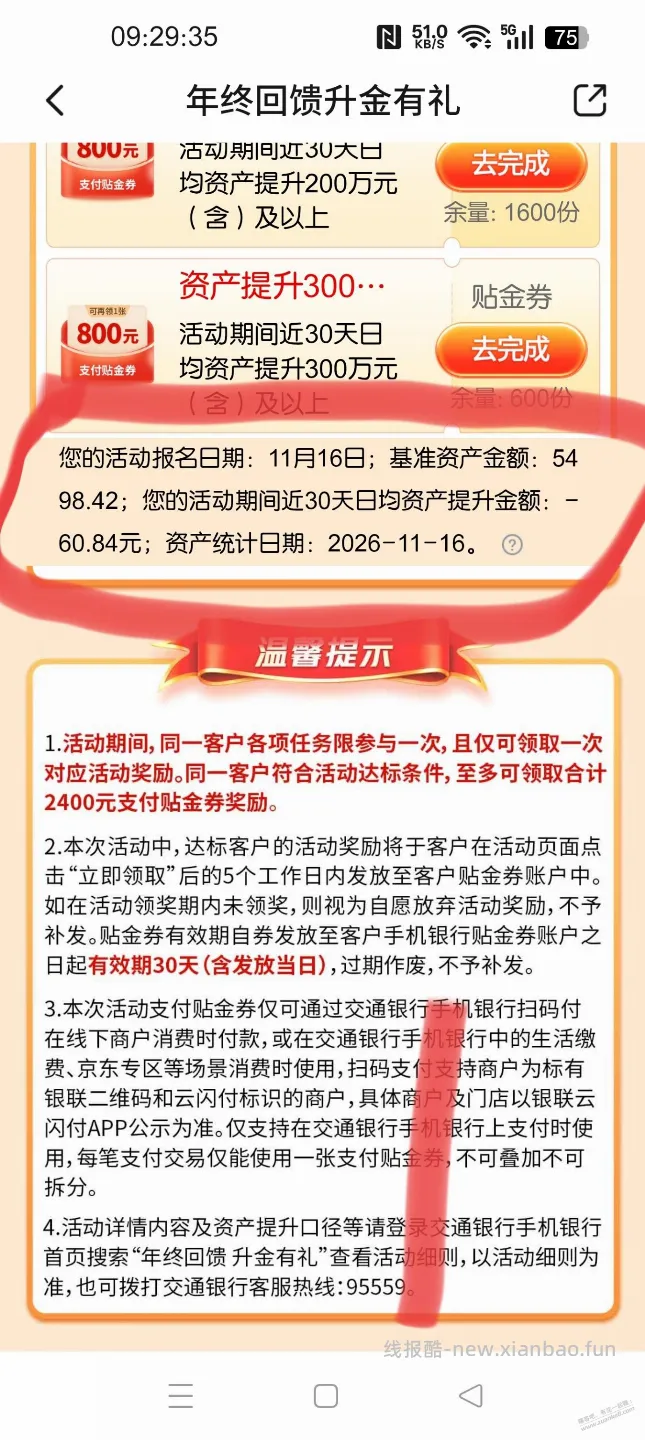 09:29:35
51.0
KB/S
5G
75
年终回馈升金有礼
800元
支付贴金券
活动期间近30天日
均资产提升200万元
（含）及以上
去完成
余量: 1600份
资产提升300…
可再领1张
800元
支付贴金券
活动期间近30天日
均资产提升300万元
（含）及以上
贴金券
去完成
余量: 600份
您的活动报名日期：11月16日；基准资产金额：54
98.42；您的活动期间近30天日均资产提升金额：-
60.84元；资产统计日期：2026-11-16。
温馨提示
1.活动期间，同一客户各项任务限参与一次，且仅可领取一次
对应活动奖励。同一客户符合活动达标条件，至多可领取合计
2400元支付贴金券奖励。
2.本次活动中，达标客户的活动奖励将于客户在活动页面点
击“立即领取”后的5个工作日内发放至客户贴金券账户中。
如在活动领奖期内未领奖，则视为自愿放弃活动奖励，不予
补发。贴金券有效期自券发放至客户手机银行贴金券账户之
日起有效期30天（含发放当日），过期作废，不予补发。
3.本次活动支付贴金券仅可通过交通银行手机银行扫码付
在线下商户消费时付款，或在交通银行手机银行中的生活缴
费、京东专区等场景消费时使用，扫码支付支持商户为标有
银联二维码和云闪付标识的商户，具体商户及门店以银联云
闪付APP公示为准。仅支持在交通银行手机银行上支付时使
用，每笔支付交易仅能使用一张支付贴金券，不可叠加不可
拆分。
4.活动详情内容及资产提升口径等请登录交通银行手机银行
首页搜索“年终回馈 升金有礼”查看活动细则，以活动细则为
准，也可拨打交通银行客服热线：95559。
线报酷-new.xianbao.fun